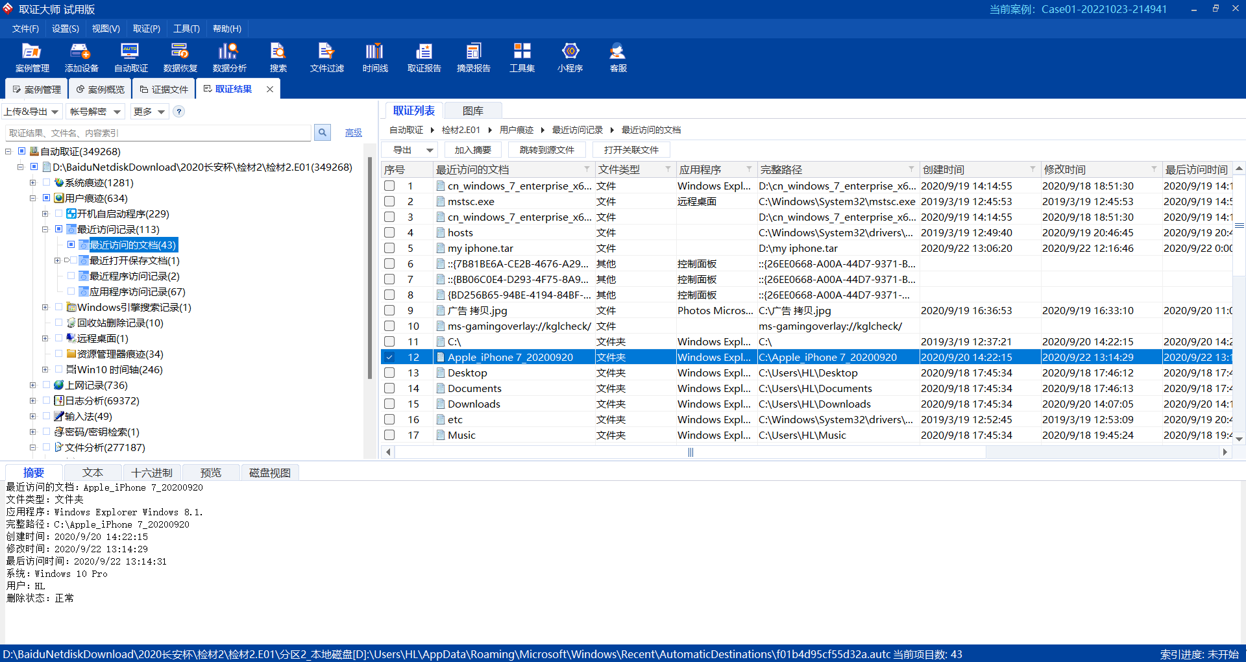 取证大师 试用版
当前案例：Case01-20221023-214941
文件(F) 设置(S) 视图(V) 取证(P) 工具(T) 帮助(H)
案例管理 添加设备 自动取证 数据恢复 数据分析 搜索 文件过滤 时间线 取证报告 摘录报告 工具集 小程序 客服
案例管理 案例概览 证据文件 取证结果
上传&导出 帐号解密 更多 ?
取证结果、文件名、内容索引 高级
自动取证(349268)
D:\BaiduNetdiskDownload\2020长安杯\检材2\检材2.E01(349268)
系统痕迹(1281)
用户痕迹(634)
开机自启动程序(229)
最近访问记录(113)
最近访问的文档(43)
最近打开保存文档(1)
最近程序访问记录(2)
应用程序访问记录(67)
Windows引擎搜索记录(1)
回收站删除记录(10)
远程桌面(1)
资源管理器痕迹(34)
Win10 时间轴(246)
上网记录(736)
日志分析(69372)
输入法(49)
密码/密钥检索(1)
文件分析(277187)
取证列表 图库
自动取证 检材2.E01 用户痕迹 最近访问记录 最近访问的文档
导出 加入摘要 跳转到源文件 打开关联文件
序号 最近访问的文档 文件类型 应用程序 完整路径 创建时间 修改时间 最后访问时间
1 cn_windows_7_enterprise_x6... 文件 Windows Expl... D:\cn_windows_7_enterprise_x6... 2020/9/19 14:14:55 2020/9/18 18:51:30 2020/9/19 14:1
2 mstsc.exe 文件 远程桌面 C:\Windows\System32\mstsc.exe 2019/3/19 12:45:53 2019/3/19 12:45:53 2020/9/19 14:5
3 cn_windows_7_enterprise_x6... 文件 D:\cn_windows_7_enterprise_x6... 2020/9/19 14:14:55 2020/9/18 18:51:30 2020/9/19 14:1
4 hosts 文件 C:\Windows\System32\drivers\... 2019/3/19 12:49:40 2020/9/19 20:46:45 2020/9/19 20:4
5 my iphone.tar 文件 D:\my iphone.tar 2020/9/22 13:06:20 2020/9/22 12:16:46 2020/9/22 0:00
6 ::{7B81BE6A-CE2B-4676-A29... 其他 控制面板 ::{26EE0668-A00A-44D7-9371-B...
7 ::{BB06C0E4-D293-4F75-8A9... 其他 控制面板 ::{26EE0668-A00A-44D7-9371-B...
8 {BD256B65-94BE-4194-84BF-... 其他 控制面板 ::{26EE0668-A00A-44D7-9371-...
9 广告 拷贝.jpg 文件 Photos Micros... C:\广告 拷贝.jpg 2020/9/19 16:36:53 2020/9/19 16:33:10 2020/9/20 11:0
10 ms-gamingoverlay://kglcheck/ 文件 ms-gamingoverlay://kglcheck/
11 C:\ 文件夹 Windows Expl... C:\ 2019/3/19 12:37:21 2020/9/20 14:22:15 2020/9/20 14:2
12 Apple_iPhone 7_20200920 文件夹 Windows Expl... C:\Apple_iPhone 7_20200920 2020/9/20 14:22:15 2020/9/22 13:14:29 2020/9/22 13:1
13 Desktop 文件夹 Windows Expl... C:\Users\HL\Desktop 2020/9/18 17:45:34 2020/9/18 17:46:12 2020/9/18 17:4
14 Documents 文件夹 Windows Expl... C:\Users\HL\Documents 2020/9/18 17:45:34 2020/9/18 17:46:13 2020/9/18 17:4
15 Downloads 文件夹 Windows Expl... C:\Users\HL\Downloads 2020/9/18 17:45:34 2020/9/20 14:07:05 2020/9/20 14:1
16 etc 文件夹 Windows Expl... C:\Windows\System32\drivers\... 2019/3/19 12:52:45 2019/3/19 12:53:09 2020/9/19 20:4
17 Music 文件夹 Windows Expl... C:\Users\HL\Music 2020/9/18 17:45:34 2020/9/18 19:45:24 2020/9/18 19:4
摘要 文本 十六进制 预览 磁盘视图
最近访问的文档：Apple_iPhone 7_20200920
文件类型：文件夹
应用程序：Windows Explorer Windows 8.1.
完整路径：C:\Apple_iPhone 7_20200920
创建时间：2020/9/20 14:22:15
修改时间：2020/9/22 13:14:29
最后访问时间：2020/9/22 13:14:31
系统：Windows 10 Pro
用户：HL
删除状态：正常
D:\BaiduNetdiskDownload\2020长安杯\检材2\检材2.E01\分区2_本地磁盘[D]:\Users\HL\AppData\Roaming\Microsoft\Windows\Recent\AutomaticDestinations\f01b4d95cf55d32a.autc 当前项目数: 43 索引进度: 未开始